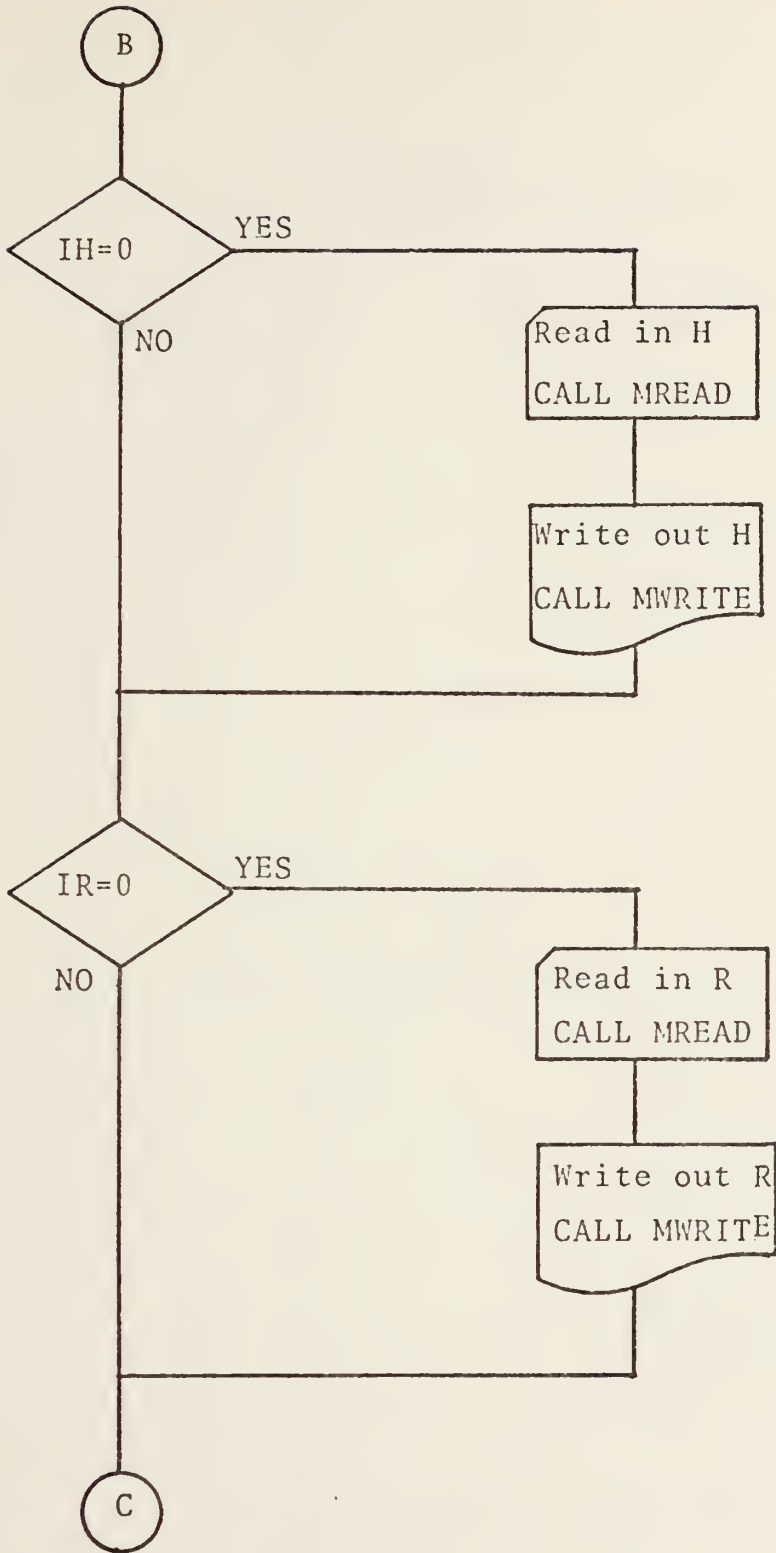 B
IH=0
YES
NO
Read in H
CALL MREAD
Write out H
CALL MWRITE
IR=0
YES
NO
Read in R
CALL MREAD
Write out R
CALL MWRITE
C